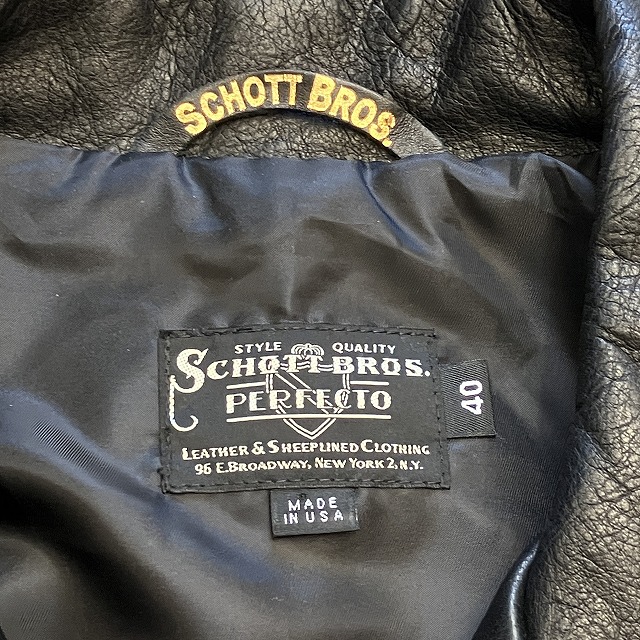 SCHOTT BROS.
STYLE QUALITY
SCHOTT BROS.
PERFECTO
LEATHER & SHEEPLINED CLOTHING
96 E. BROADWAY, NEW YORK 2, N.Y.
40
MADE
IN USA